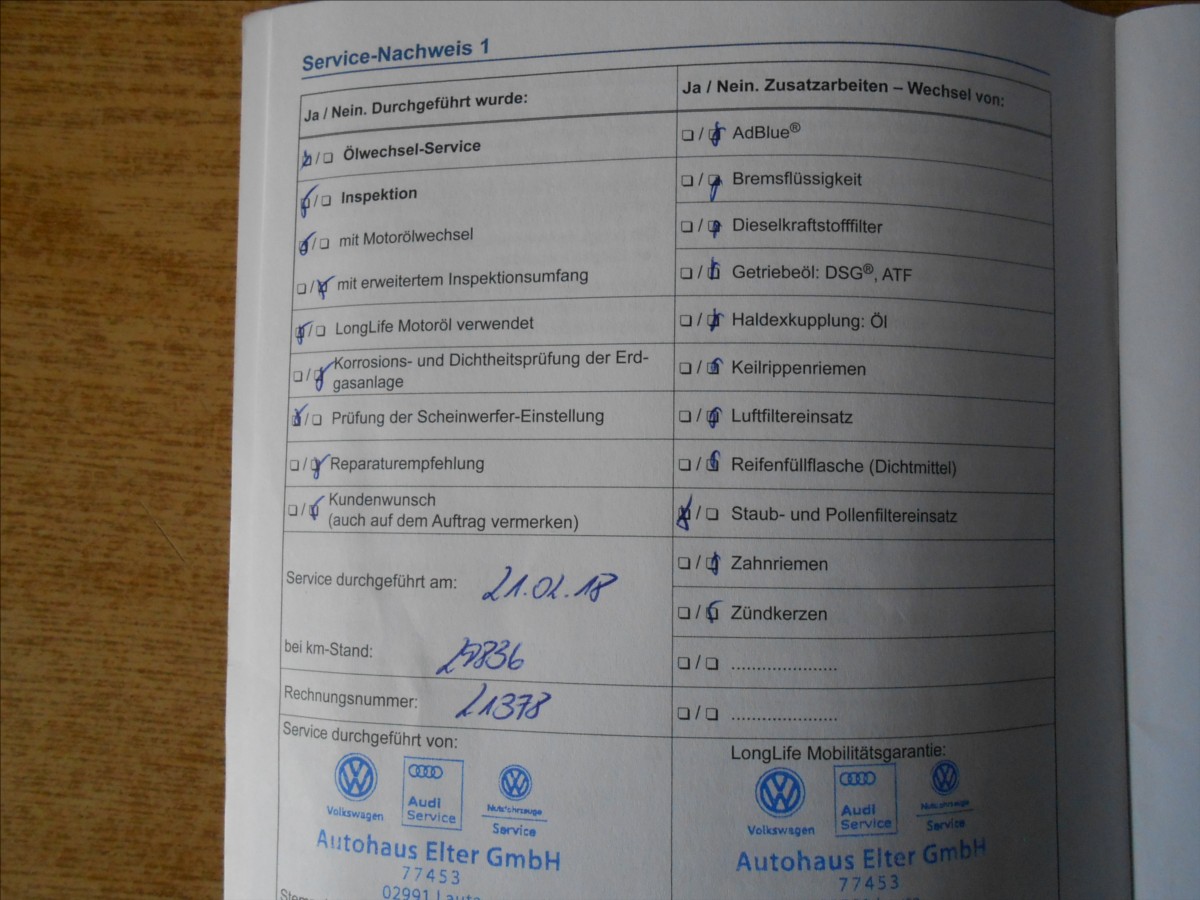 Service-Nachweis 1
Ja / Nein. Durchgeführt wurde:
Ölwechsel-Service
Inspektion
mit Motorölwechsel
mit erweitertem Inspektionsumfang
LongLife Motoröl verwendet
Korrosions- und Dichtheitsprüfung der Erd-
gasanlage
Prüfung der Scheinwerfer-Einstellung
Reparaturempfehlung
Kundenwunsch
(auch auf dem Auftrag vermerken)
Service durchgeführt am: 21.02.18
bei km-Stand:
Rechnungsnummer: 21378
Service durchgeführt von:
Volkswagen
Audi
Service
Nutzfahrzeuge
Service
Autohaus Elter GmbH
77453
Ja / Nein. Zusatzarbeiten – Wechsel von:
AdBlue®
Bremsflüssigkeit
Dieselkraftstofffilter
Getriebeöl: DSG®, ATF
Haldexkupplung: Öl
Keilrippenriemen
Luftfiltereinsatz
Reifenfüllflasche (Dichtmittel)
Staub- und Pollenfiltereinsatz
Zahnriemen
Zündkerzen
.....................
.....................
LongLife Mobilitätsgarantie:
Volkswagen
Audi
Service
Nutzfahrzeuge
Service
Autohaus Elter GmbH
77453